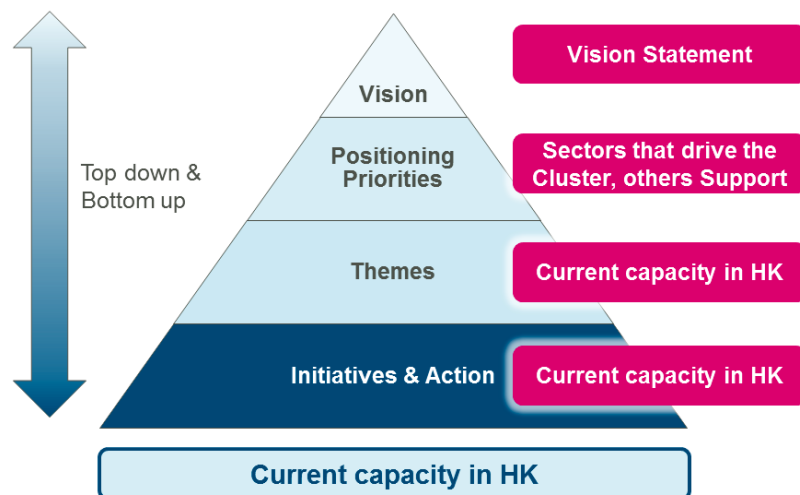 Vision Statement
Vision
Positioning
Priorities
Sectors that drive the
Cluster, others Support
Top down &
Bottom up
Themes
Current capacity in HK
Initiatives & Action
Current capacity in HK
Current capacity in HK